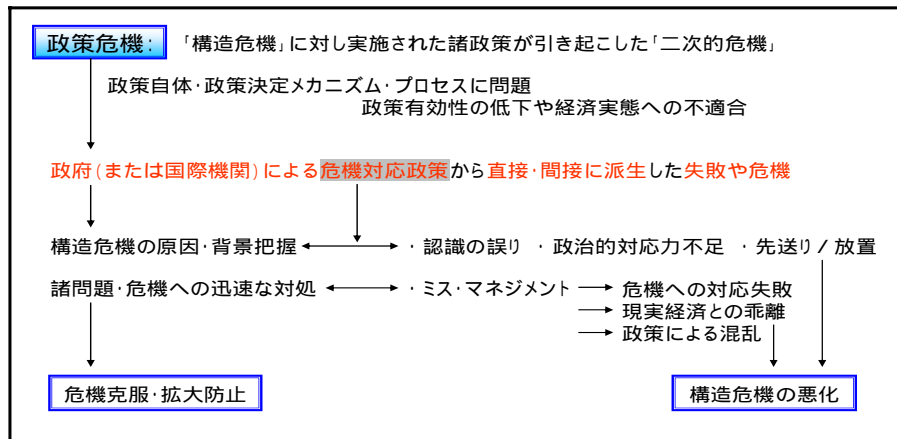 政策危機: 「構造危機」に対し実施された諸政策が引き起こした「二次的危機」
政策自体・政策決定メカニズム・プロセスに問題
政策有効性の低下や経済実態への不適合
政府(または国際機関)による危機対応政策から直接・間接に派生した失敗や危機
構造危機の原因・背景把握 ・認識の誤り ・政治的対応力不足 ・先送り/放置
諸問題・危機への迅速な対処 ・ミス・マネジメント 危機への対応失敗
現実経済との乖離
政策による混乱
危機克服・拡大防止 構造危機の悪化